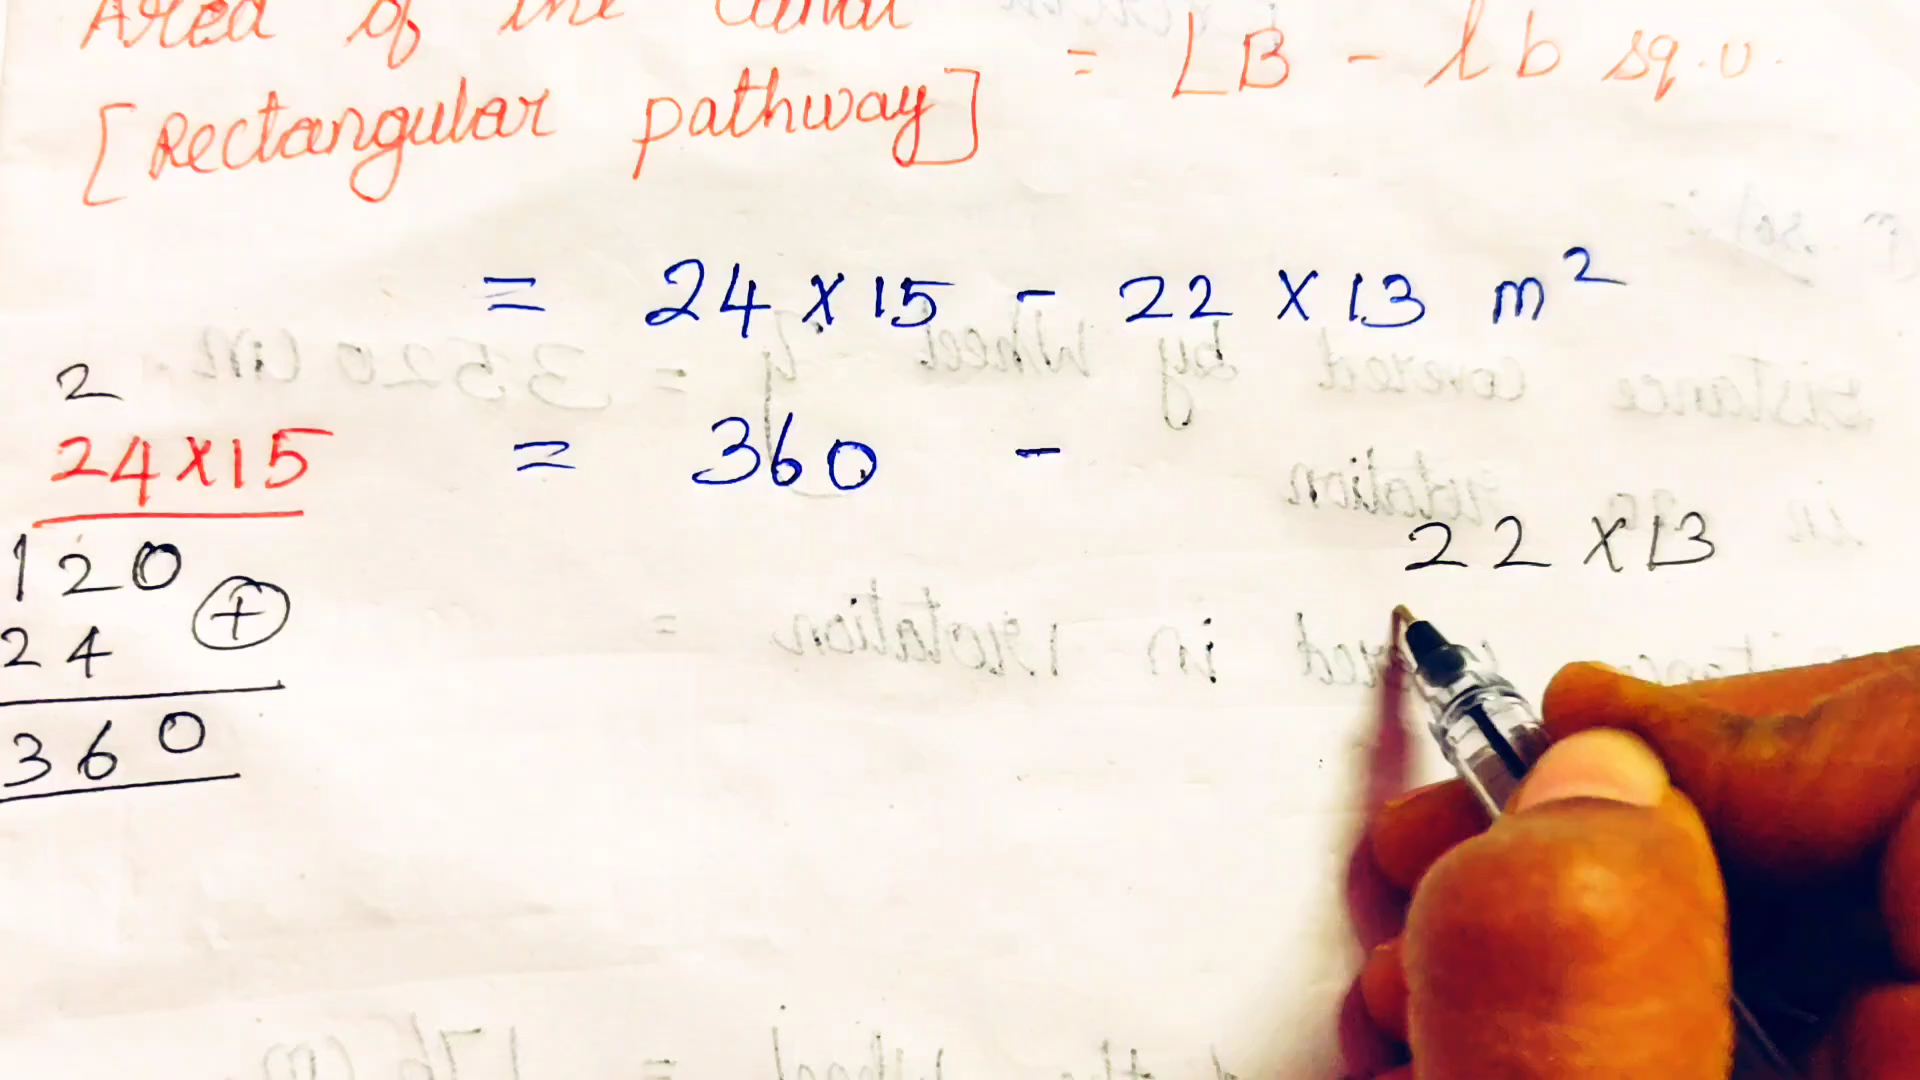 Area of the canal
[Rectangular pathway] = LB - lb sq.u.
= 24 x 15 - 22 x 13 m²
= 360 -
2
24x15
120
24 +
360
22 x 13